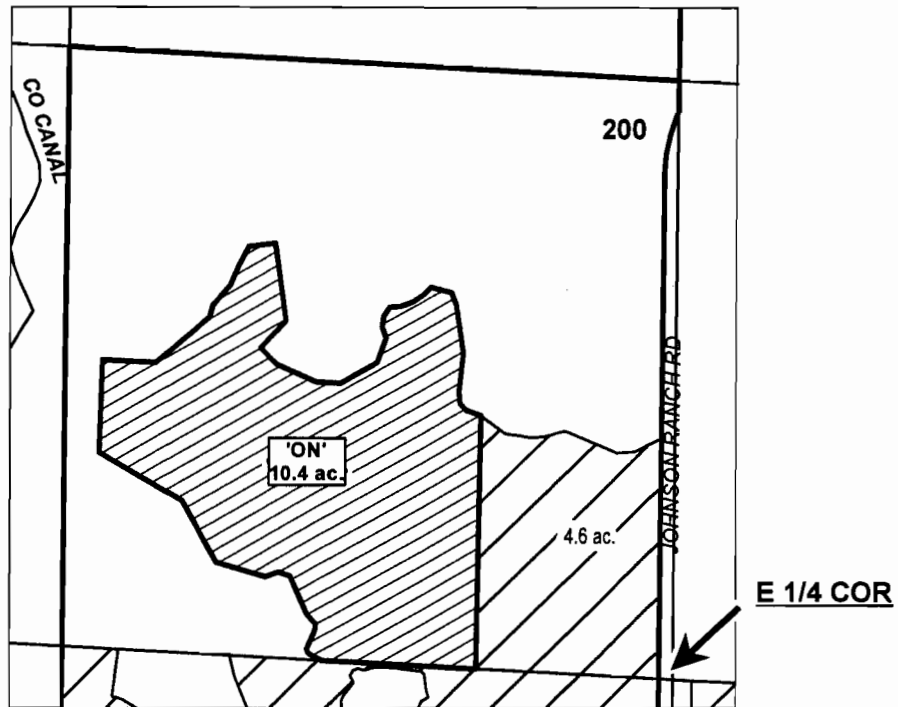 CO CANAL
200
JOHNSON RANCH RD
'ON'
10.4 ac.
4.6 ac.
E 1/4 COR